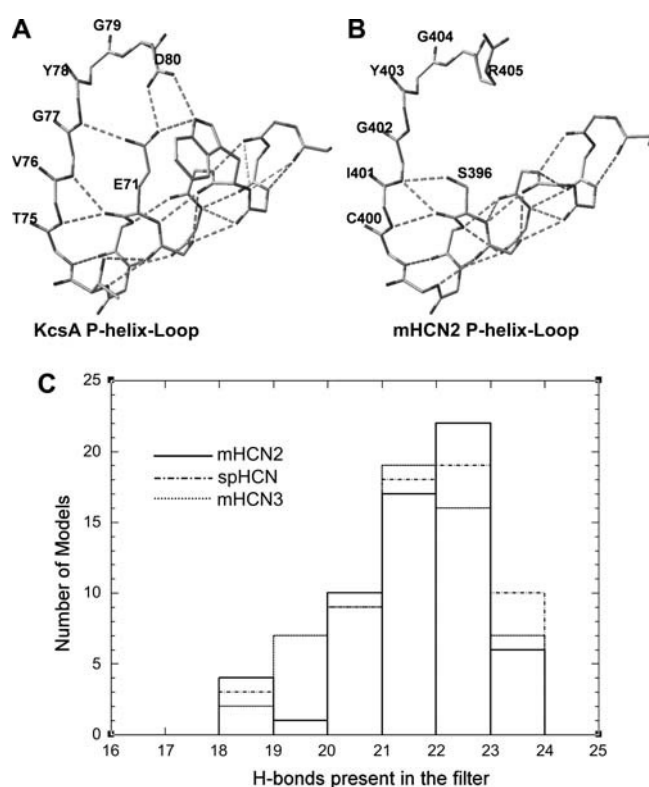 A
G79
D80
Y78
G77
V76
E71
T75
KcsA P-helix-Loop
B
G404
Y403
R405
G402
I401
S396
C400
mHCN2 P-helix-Loop
C
25
20
15
10
5
0
Number of Models
mHCN2
spHCN
mHCN3
16 17 18 19 20 21 22 23 24 25
H-bonds present in the filter